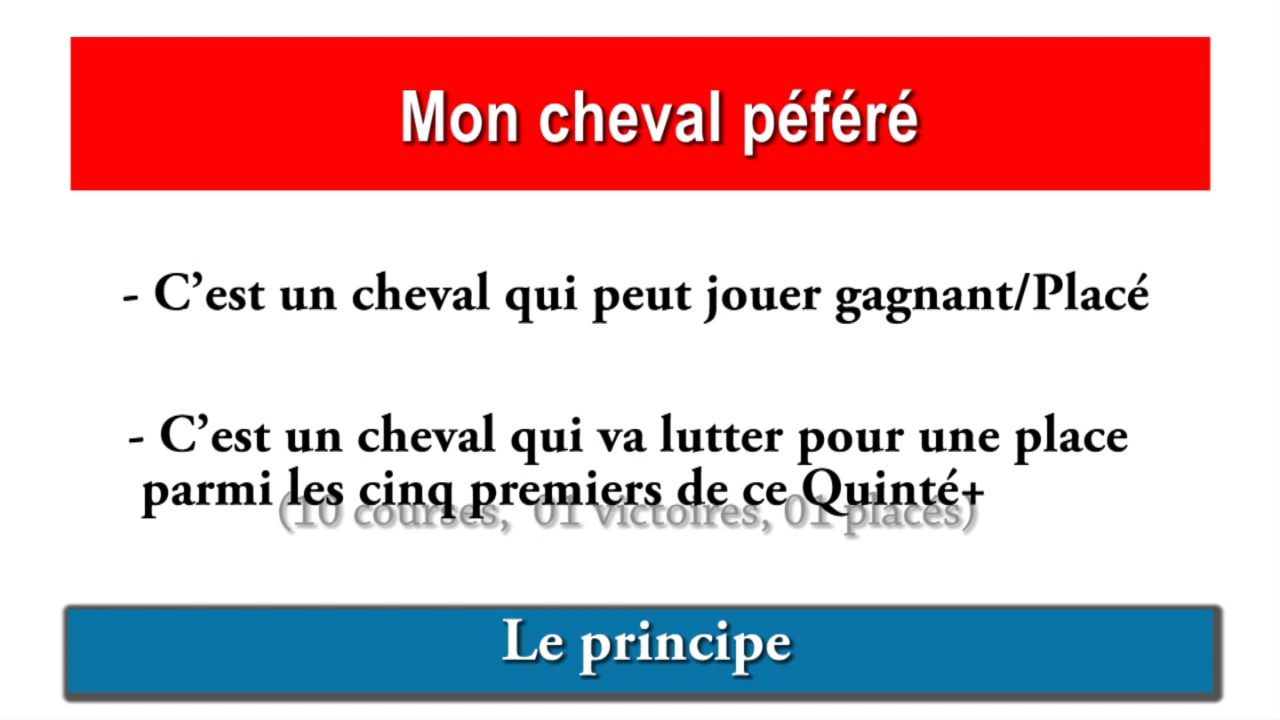 Mon cheval péféré
- C’est un cheval qui peut jouer gagnant/Placé
- C’est un cheval qui va lutter pour une place
parmi les cinq premiers de ce Quinté+
(10 courses, 01 victoires, 01 placés)
Le principe